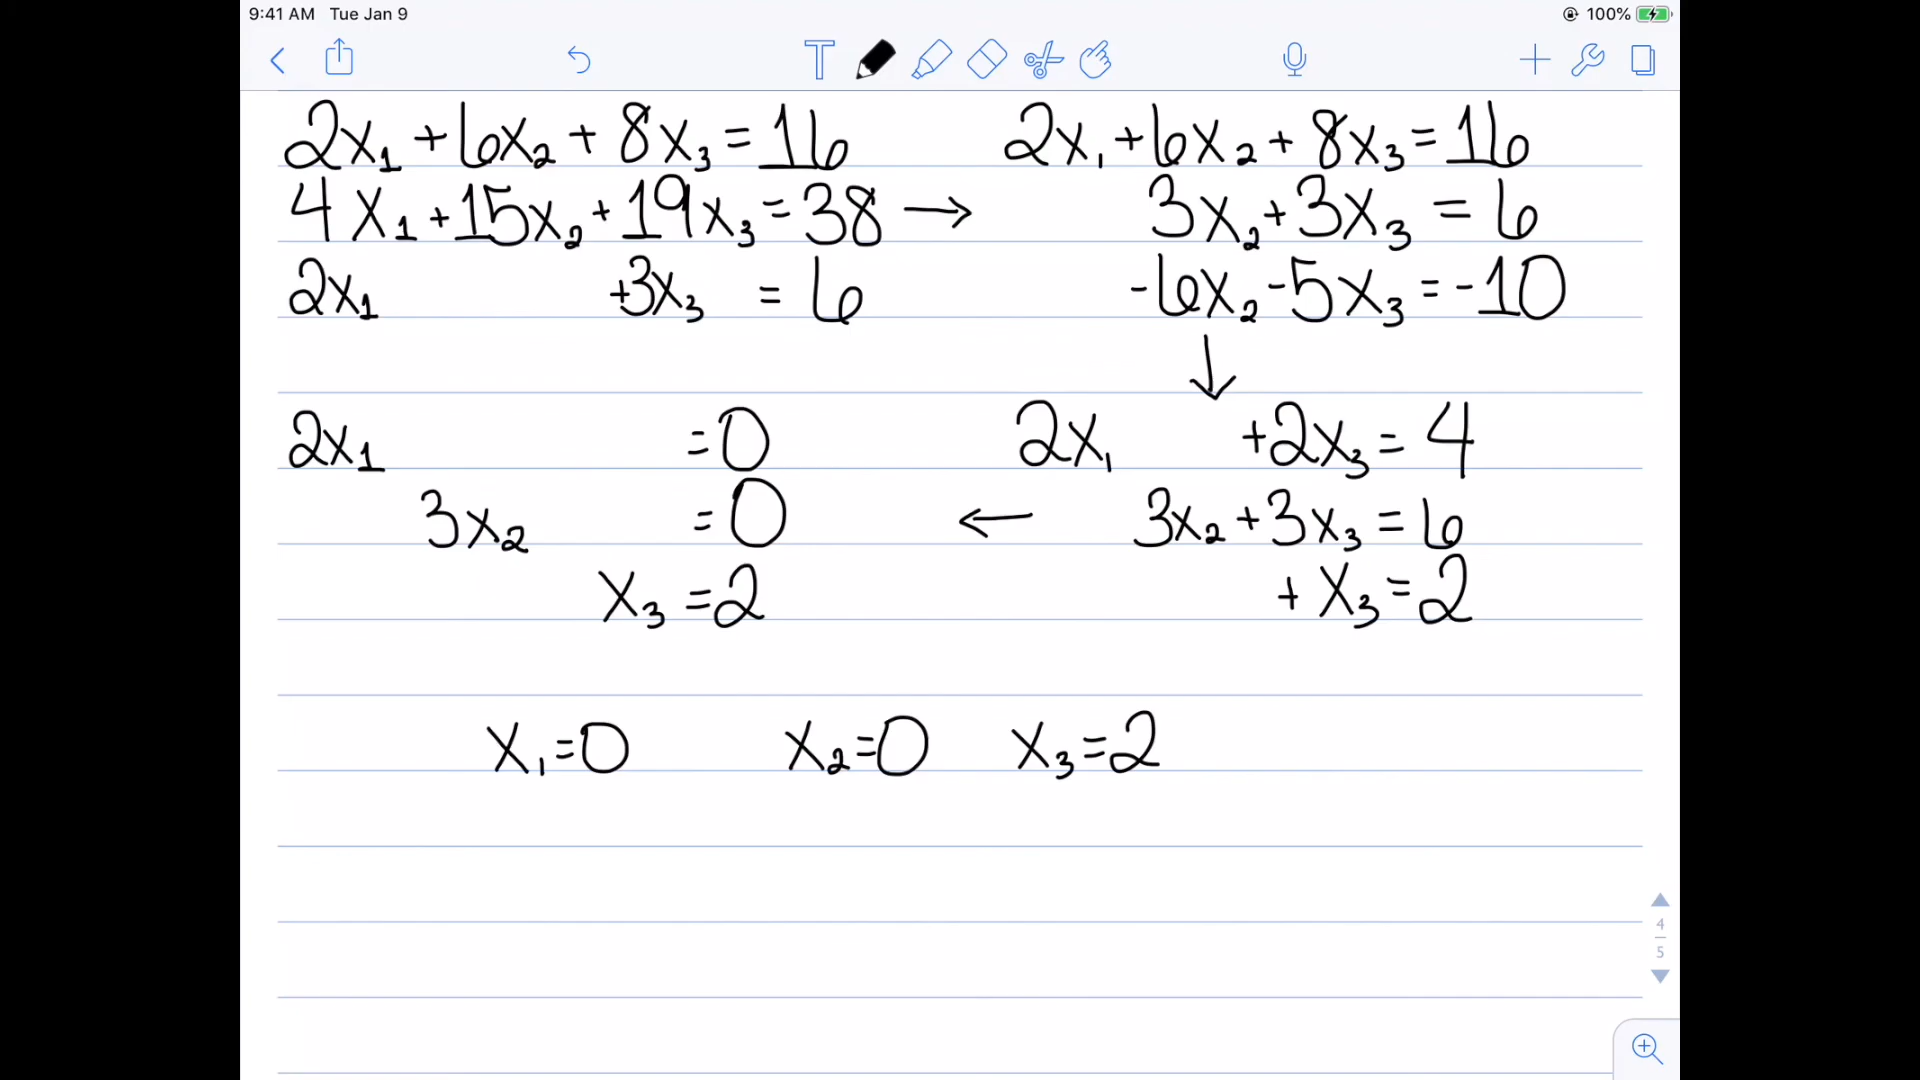 9:41 AM Tue Jan 9 100%
T
2x₁ + 6x₂ + 8x₃ = 16
4x₁ + 15x₂ + 19x₃ = 38 →
2x₁ +3x₃ = 6
2x₁ + 6x₂ + 8x₃ = 16
3x₂ + 3x₃ = 6
-6x₂ - 5x₃ = -10
↓
2x₁ +2x₃ = 4
3x₂ + 3x₃ = 6
+ x₃ = 2
←
2x₁ = 0
3x₂ = 0
x₃ = 2
x₁ = 0 x₂ = 0 x₃ = 2
4
5